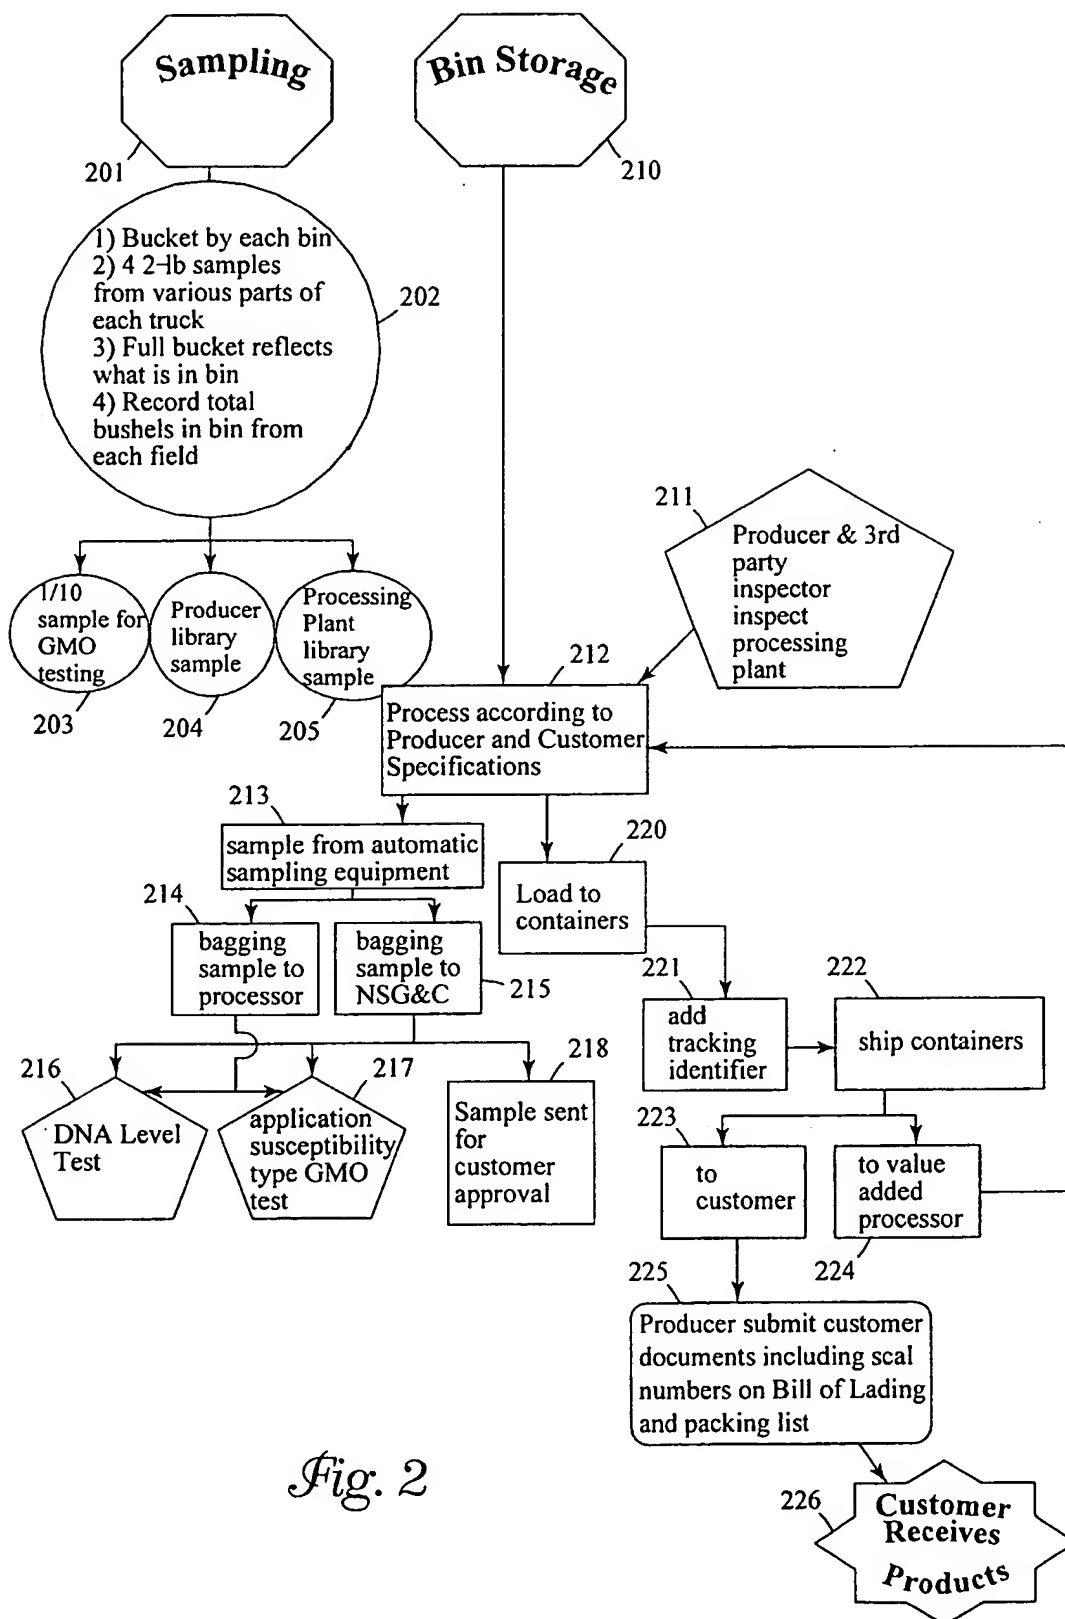 Sampling
Bin Storage
201
210
1) Bucket by each bin
2) 4 2-lb samples
from various parts of
each truck
3) Full bucket reflects
what is in bin
4) Record total
bushels in bin from
each field
202
1/10
sample for
GMO
testing
203
Producer
library
sample
204
Processing
Plant
library
sample
205
211
Producer & 3rd
party
inspector
inspect
processing
plant
212
Process according to
Producer and Customer
Specifications
213
sample from automatic
sampling equipment
220
Load to
containers
214
bagging
sample to
processor
bagging
sample to
NSG&C
215
221
add
tracking
identifier
222
ship containers
216
DNA Level
Test
217
application
susceptibility
type GMO
test
218
Sample sent
for
customer
approval
223
to
customer
to value
added
processor
224
225
Producer submit customer
documents including scal
numbers on Bill of Lading
and packing list
226
Customer
Receives
Products
Fig. 2